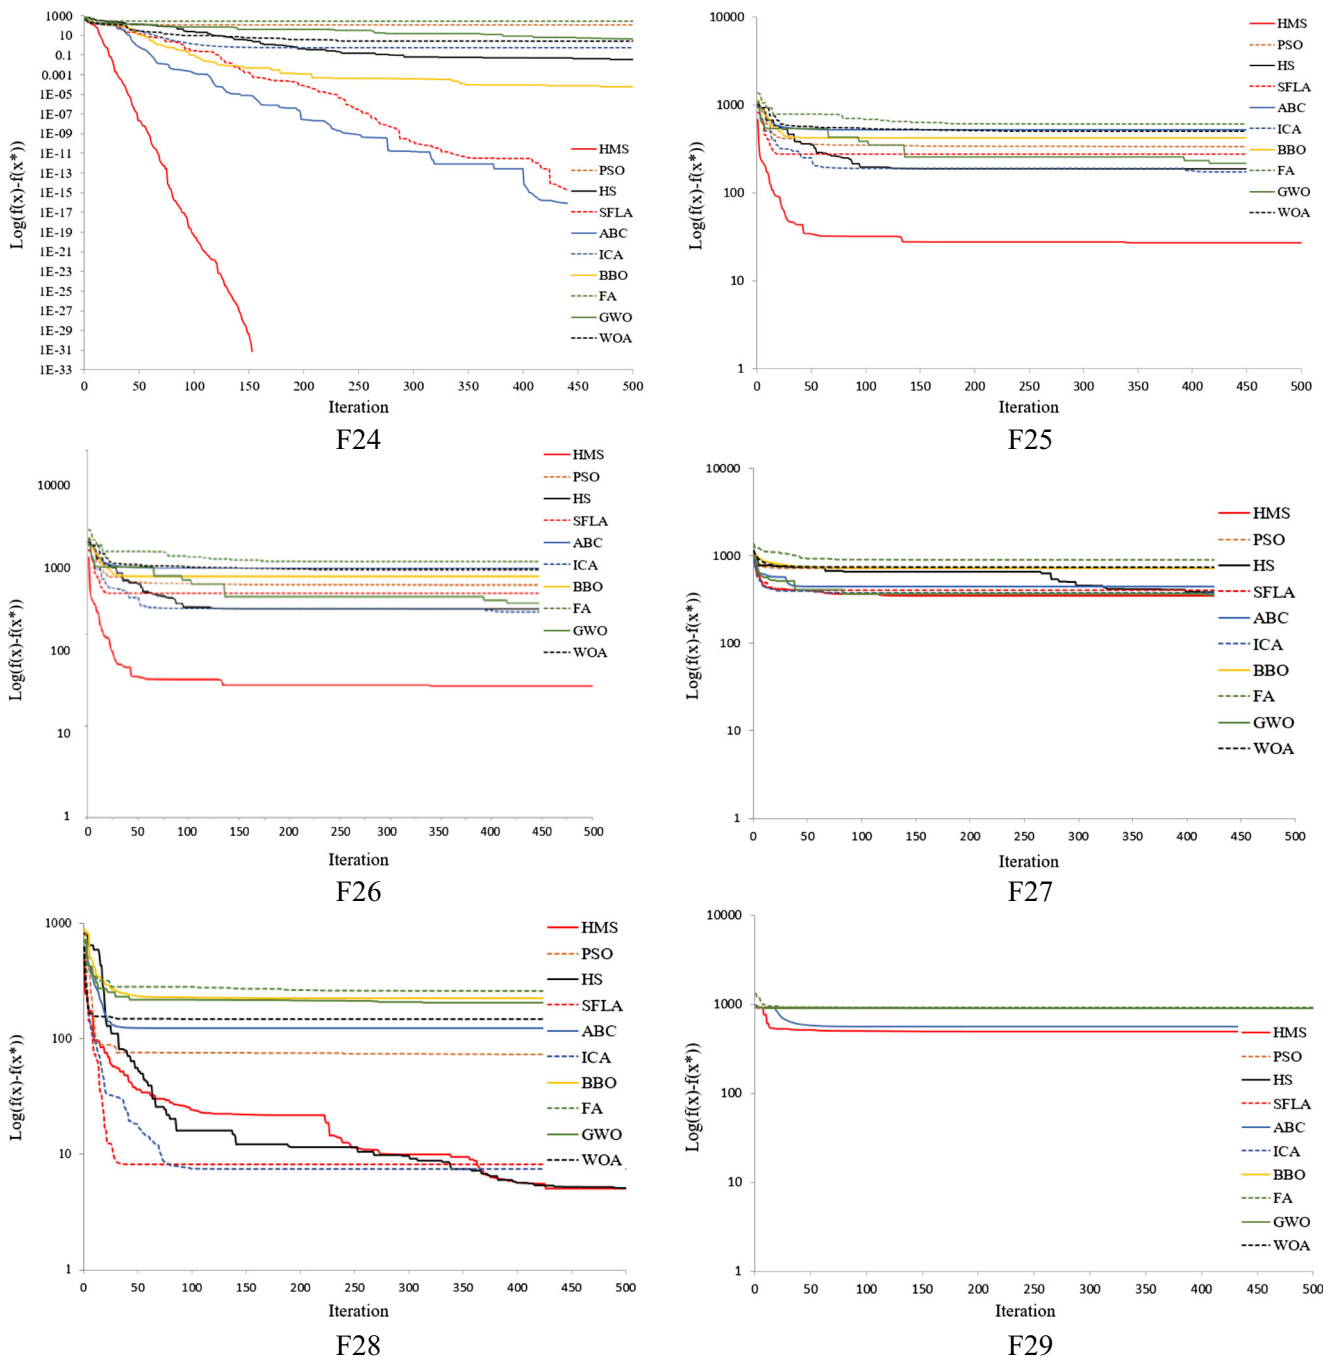 1000
10
0.1
0.001
1E-05
1E-07
1E-09
1E-11
1E-13
1E-15
1E-17
1E-19
1E-21
1E-23
1E-25
1E-27
1E-29
1E-31
1E-33
Log(f(x)-f(x*))
0 50 100 150 200 250 300 350 400 450 500
Iteration
HMS
PSO
HS
SFLA
ABC
ICA
BBO
FA
GWO
WOA
F24
10000
1000
100
10
1
Log(f(x)-f(x*))
0 50 100 150 200 250 300 350 400 450 500
Iteration
HMS
PSO
HS
SFLA
ABC
ICA
BBO
FA
GWO
WOA
F25
10000
1000
100
10
1
Log(f(x)-f(x*))
0 50 100 150 200 250 300 350 400 450 500
Iteration
HMS
PSO
HS
SFLA
ABC
ICA
BBO
FA
GWO
WOA
F26
10000
1000
100
10
1
Log(f(x)-f(x*))
0 50 100 150 200 250 300 350 400 450 500
Iteration
HMS
PSO
HS
SFLA
ABC
ICA
BBO
FA
GWO
WOA
F27
1000
100
10
1
Log(f(x)-f(x*))
0 50 100 150 200 250 300 350 400 450 500
Iteration
HMS
PSO
HS
SFLA
ABC
ICA
BBO
FA
GWO
WOA
F28
10000
1000
100
10
1
Log(f(x)-f(x*))
0 50 100 150 200 250 300 350 400 450 500
Iteration
HMS
PSO
HS
SFLA
ABC
ICA
BBO
FA
GWO
WOA
F29